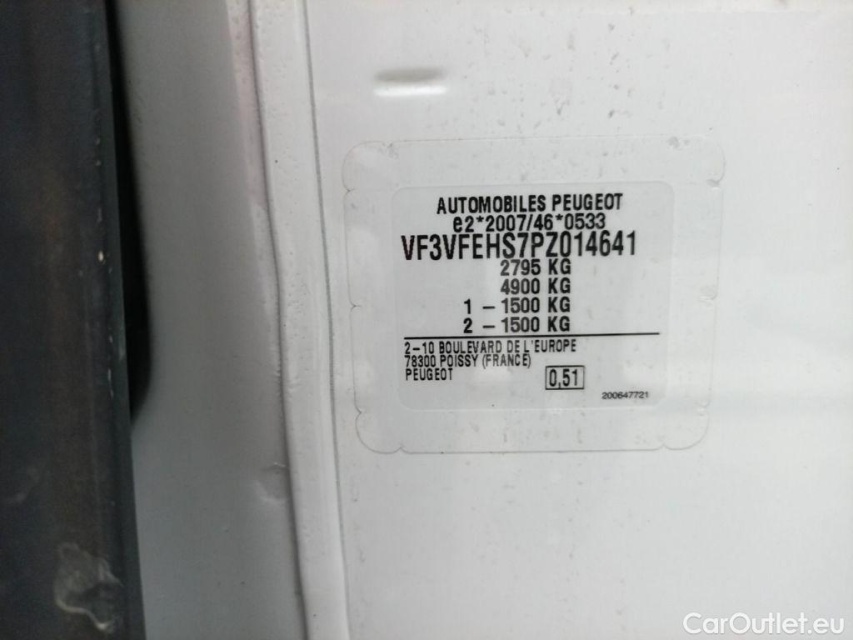 AUTOMOBILES PEUGEOT
e2*2007/46*0533
VF3VFEHS7PZ014641
2795 KG
4900 KG
1 – 1500 KG
2 – 1500 KG
2–10 BOULEVARD DE L'EUROPE
78300 POISSY (FRANCE)
PEUGEOT
0,51
200647721
CarOutlet.eu